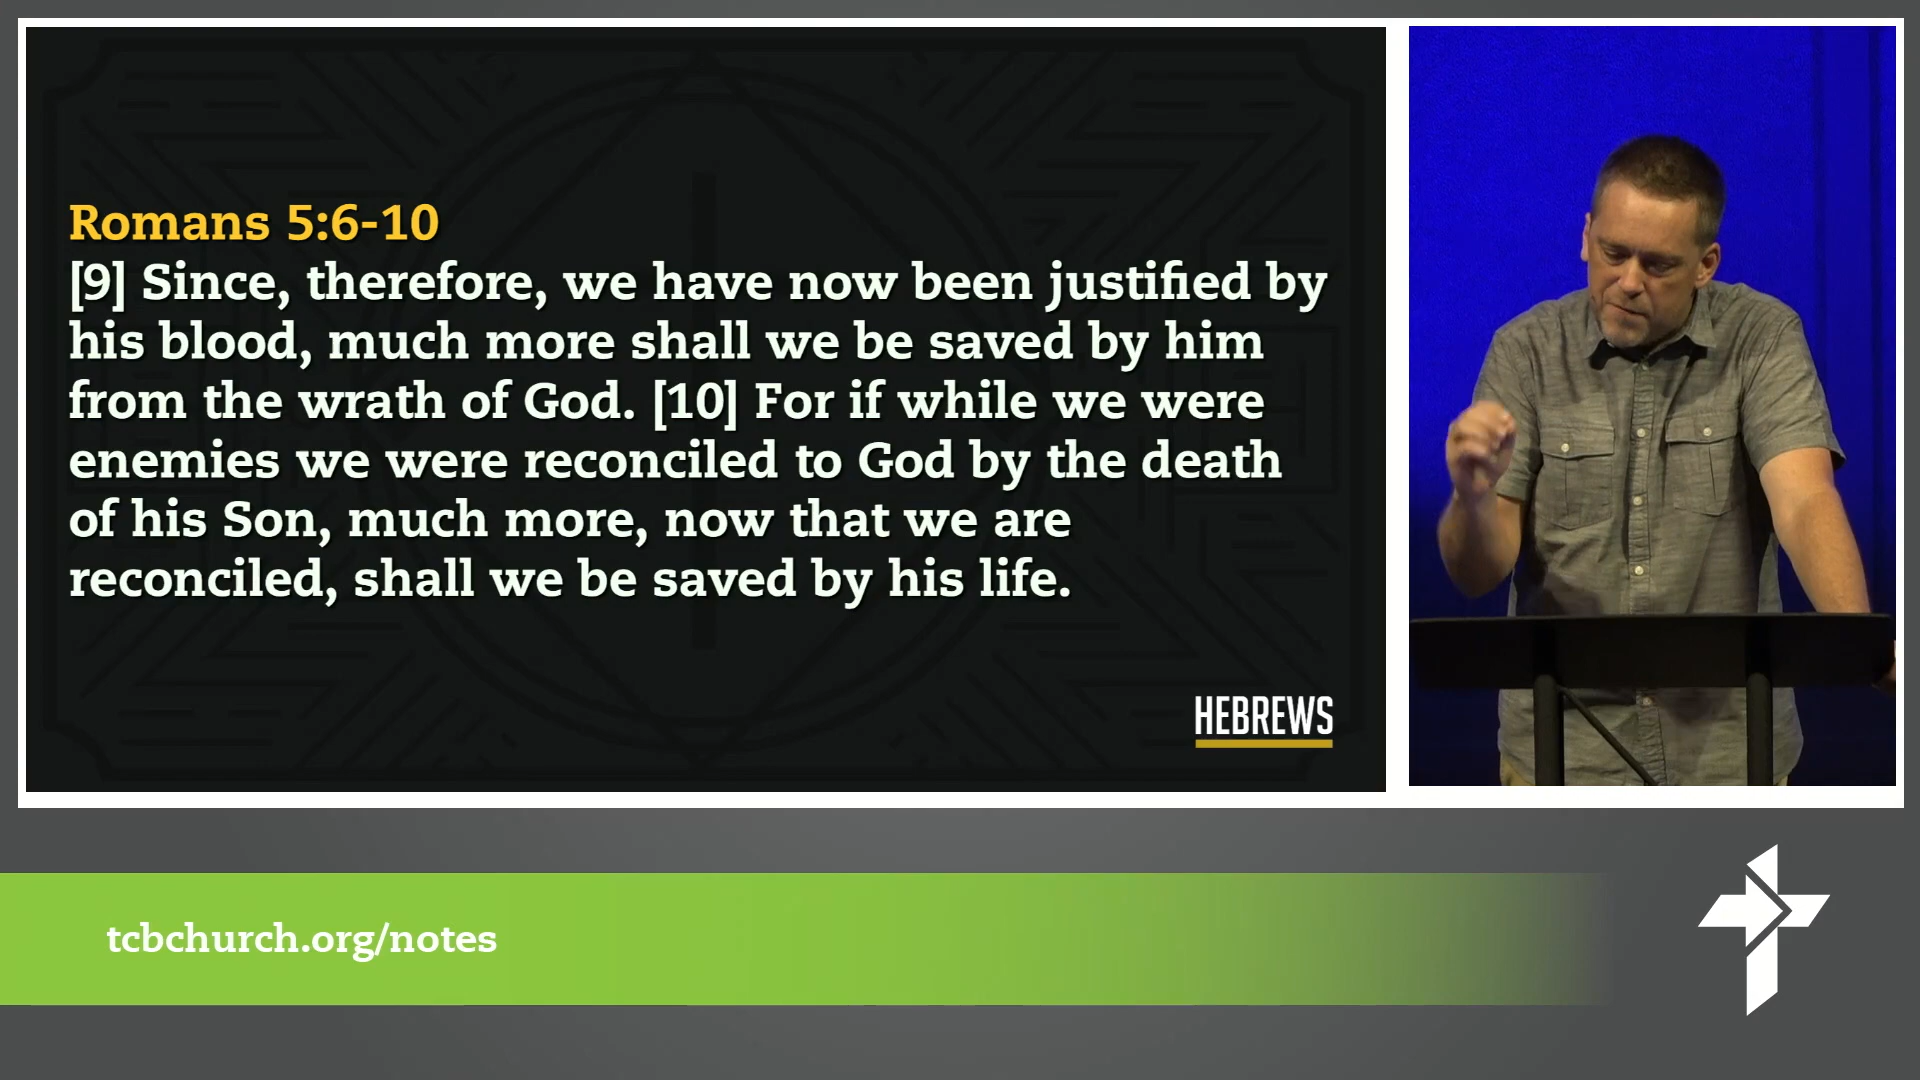 Romans 5:6-10
[9] Since, therefore, we have now been justified by
his blood, much more shall we be saved by him
from the wrath of God. [10] For if while we were
enemies we were reconciled to God by the death
of his Son, much more, now that we are
reconciled, shall we be saved by his life.
HEBREWS
tcbchurch.org/notes